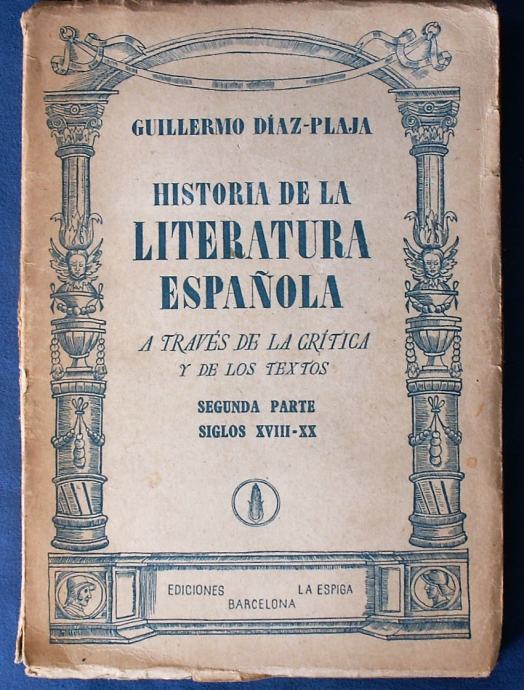 GUILLERMO DÍAZ-PLAJA
HISTORIA DE LA
LITERATURA
ESPAÑOLA
A TRAVÉS DE LA CRÍTICA
Y DE LOS TEXTOS
SEGUNDA PARTE
SIGLOS XVIII-XX
EDICIONES LA ESPIGA
BARCELONA